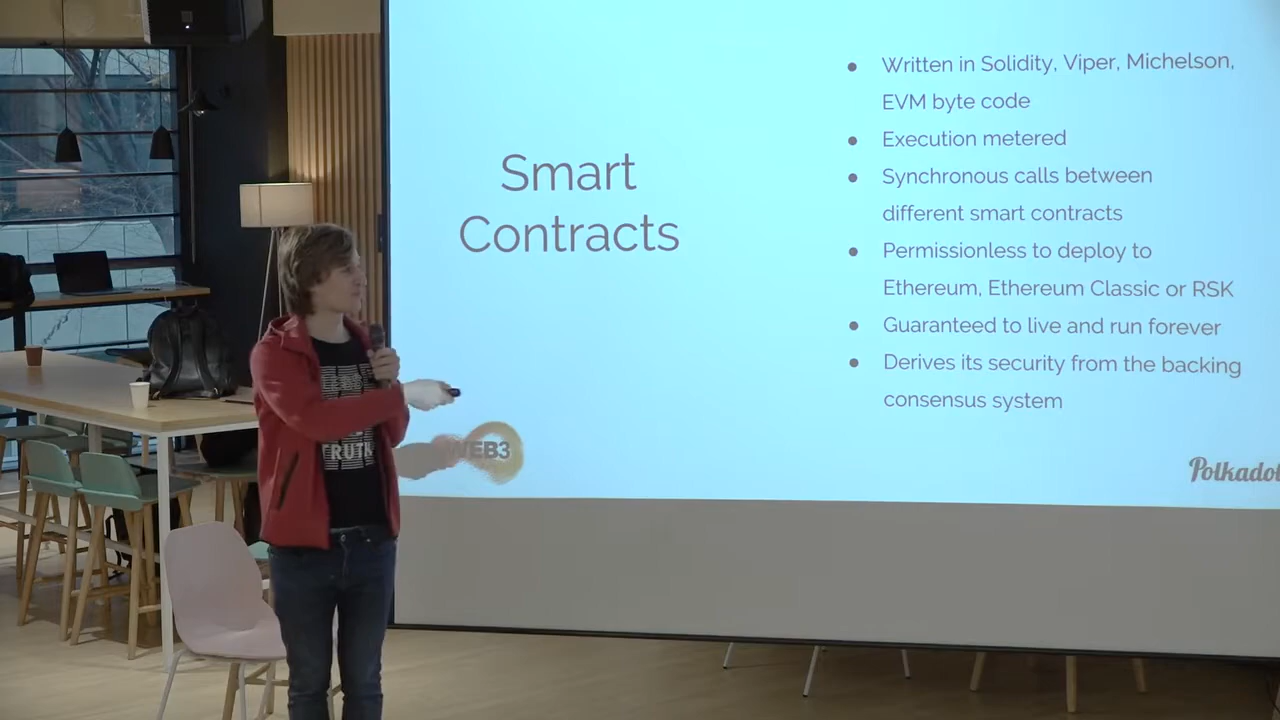 Smart
Contracts
● Written in Solidity, Viper, Michelson,
EVM byte code
● Execution metered
● Synchronous calls between
different smart contracts
● Permissionless to deploy to
Ethereum, Ethereum Classic or RSK
● Guaranteed to live and run forever
● Derives its security from the backing
consensus system
WEB3
Polkadot